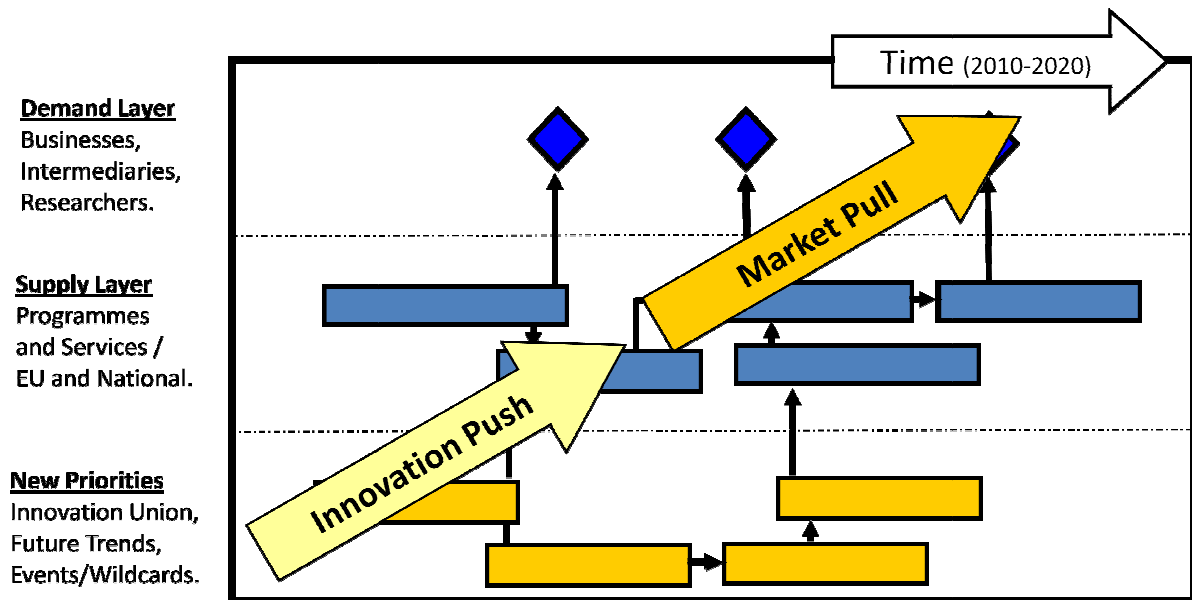 Time (2010-2020)
Demand Layer
Businesses,
Intermediaries,
Researchers.
Market Pull
Supply Layer
Programmes
and Services /
EU and National.
Innovation Push
New Priorities
Innovation Union,
Future Trends,
Events/Wildcards.